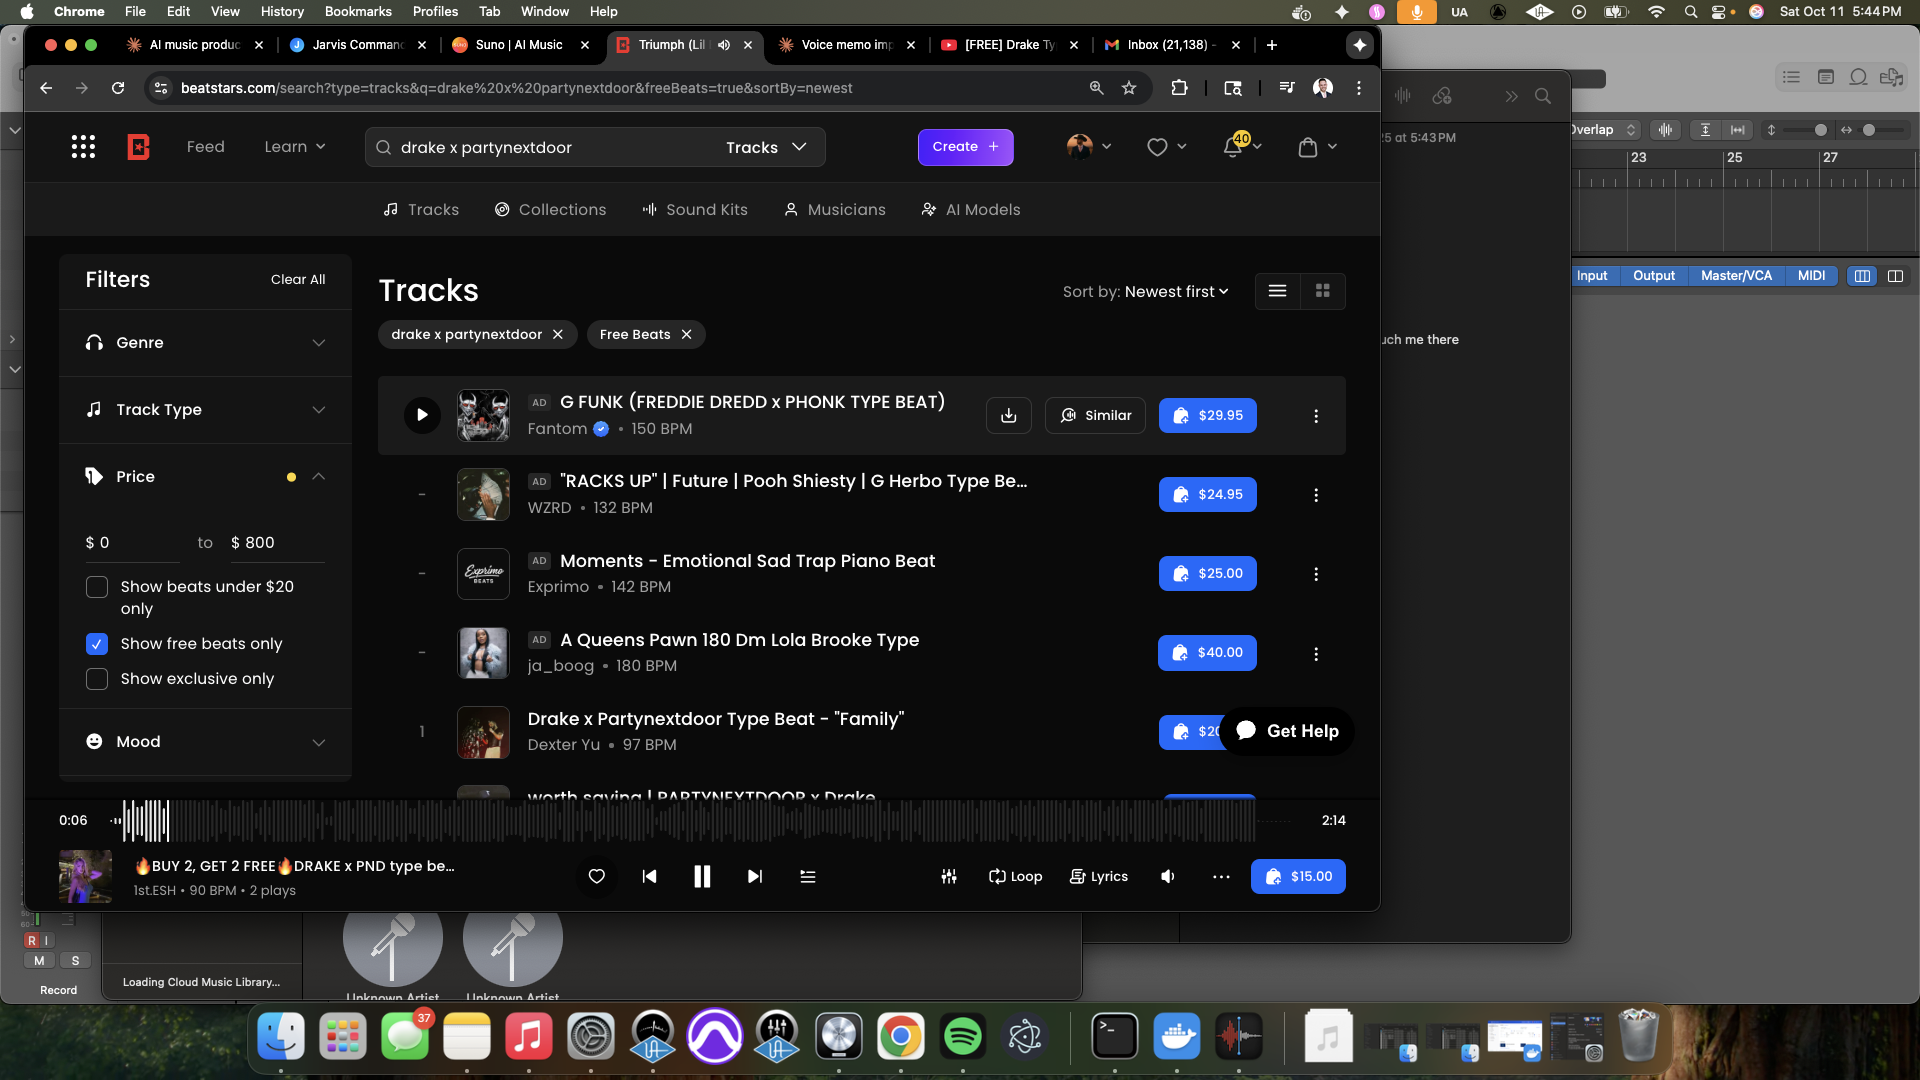 Chrome File Edit View History Bookmarks Profiles Tab Window Help UA Sat Oct 11 5:44 PM
AI music produc Jarvis Comman Suno | AI Music Triumph (Lil Voice memo imp [FREE] Drake Ty Inbox (21,138) -
beatstars.com/search?type=tracks&q=drake%20x%20partynextdoor&freeBeats=true&sortBy=newest
Feed Learn drake x partynextdoor Tracks Create + 40
Tracks Collections Sound Kits Musicians AI Models
Filters Clear All
Genre
Track Type
Price
$ 0 to $ 800
Show beats under $20 only
Show free beats only
Show exclusive only
Mood
Tracks
Sort by: Newest first
drake x partynextdoor Free Beats
AD G FUNK (FREDDIE DREDD x PHONK TYPE BEAT)
Fantom • 150 BPM
Similar $29.95
–
AD "RACKS UP" | Future | Pooh Shiesty | G Herbo Type Be...
WZRD • 132 BPM
$24.95
–
Exprimo BEATS
AD Moments - Emotional Sad Trap Piano Beat
Exprimo • 142 BPM
$25.00
–
AD A Queens Pawn 180 Dm Lola Brooke Type
ja_boog • 180 BPM
$40.00
1
Drake x Partynextdoor Type Beat - "Family"
Dexter Yu • 97 BPM
Get Help
worth saving | PARTYNEXTDOOR x Drake
0:06 2:14
🔥BUY 2, GET 2 FREE🔥DRAKE x PND type be...
1st.ESH • 90 BPM • 2 plays
Loop Lyrics $15.00
25 at 5:43 PM
Overlap
23 25 27
Input Output Master/VCA MIDI
uch me there
R I
M S
Record
Loading Cloud Music Library...
Unknown Artist Unknown Artist
37